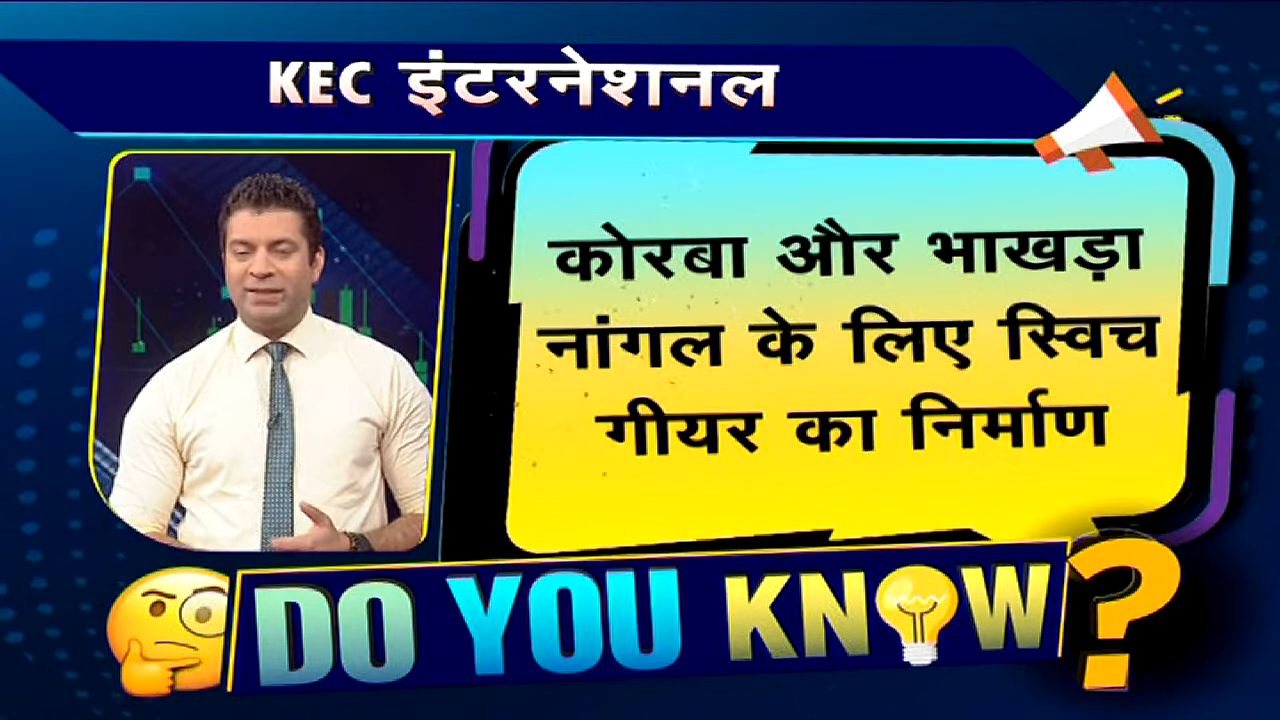 KEC इंटरनेशनल
कोरबा और भाखड़ा
नांगल के लिए स्विच
गीयर का निर्माण
DO YOU KNOW?